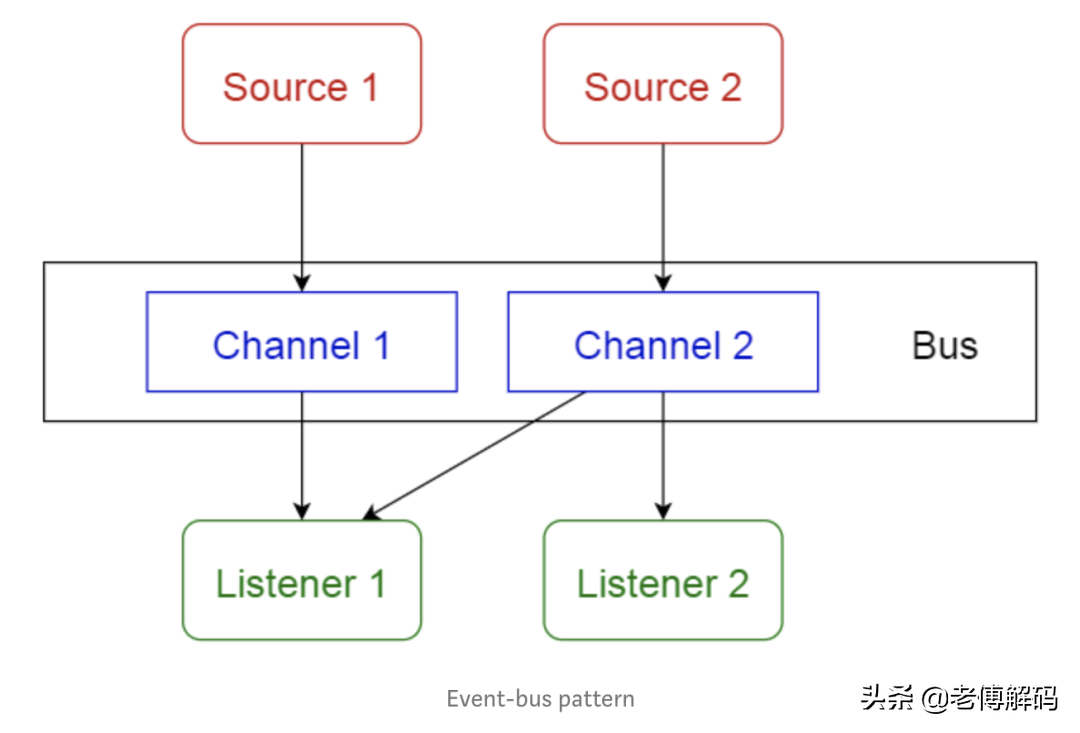 Source 1
Source 2
Channel 1
Channel 2
Bus
Listener 1
Listener 2
Event-bus pattern
头条 @老傅解码